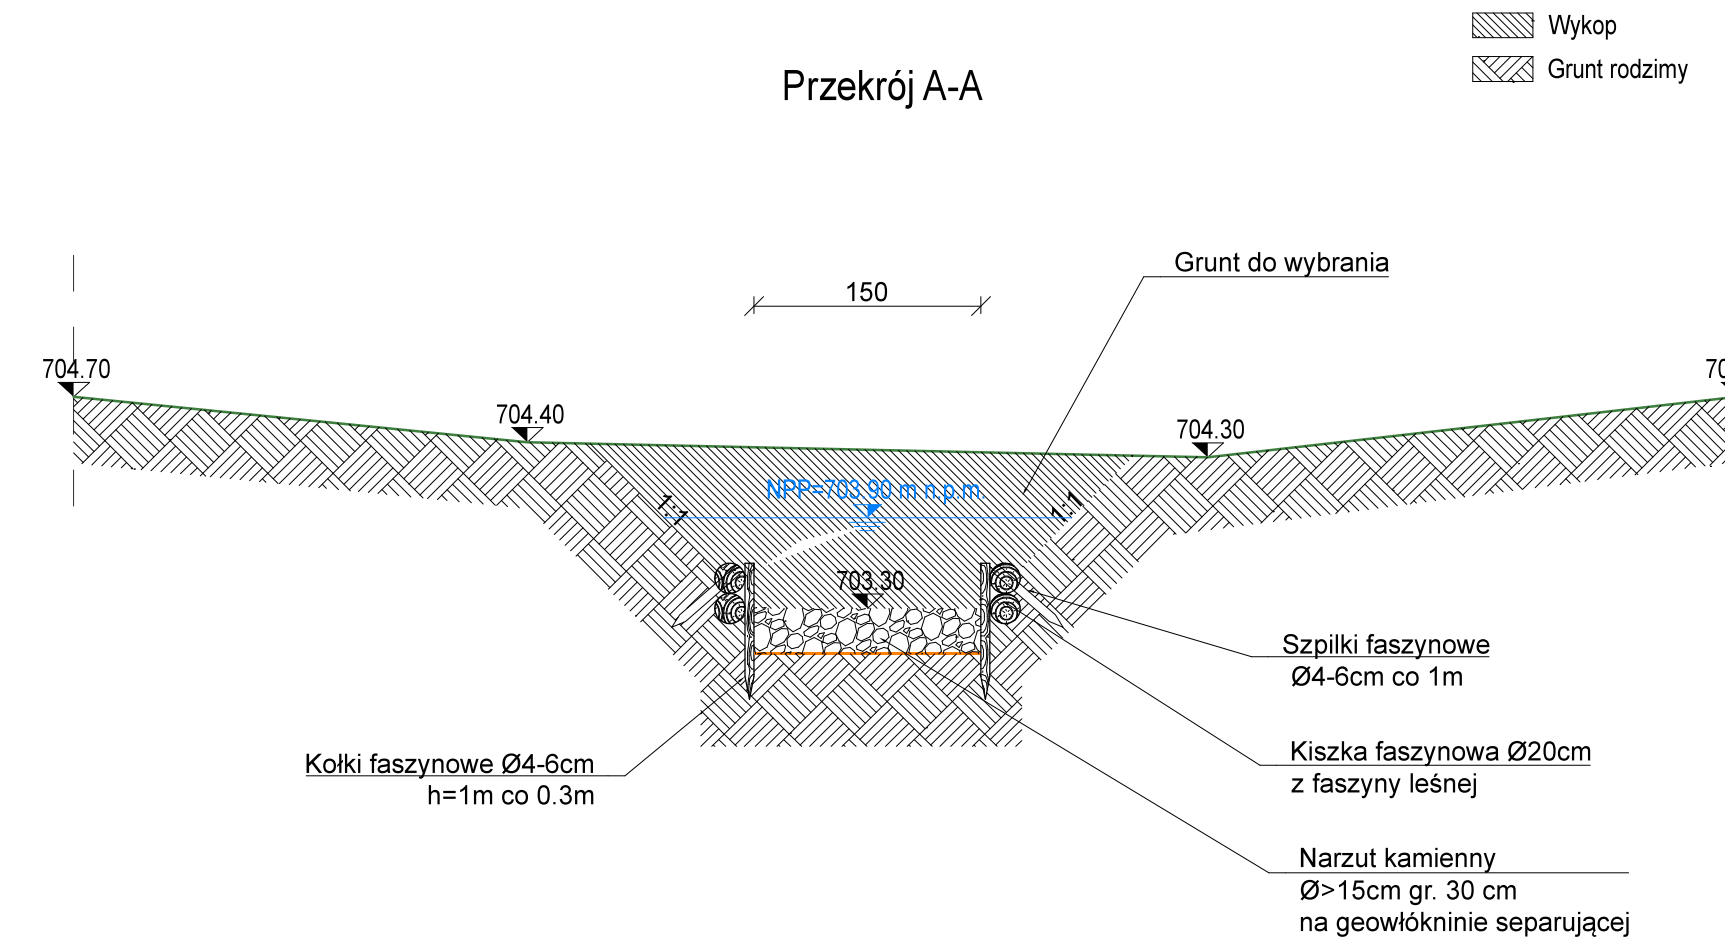 Wykop
Grunt rodzimy
Przekrój A-A
Grunt do wybrania
150
704.70
70
704.40
704.30
NPP=703.90 m n.p.m.
1:1
1:1
703.30
Szpilki faszynowe
Ø4-6cm co 1m
Kiszka faszynowa Ø20cm
z faszyny leśnej
Kołki faszynowe Ø4-6cm
h=1m co 0.3m
Narzut kamienny
Ø>15cm gr. 30 cm
na geowłókninie separującej